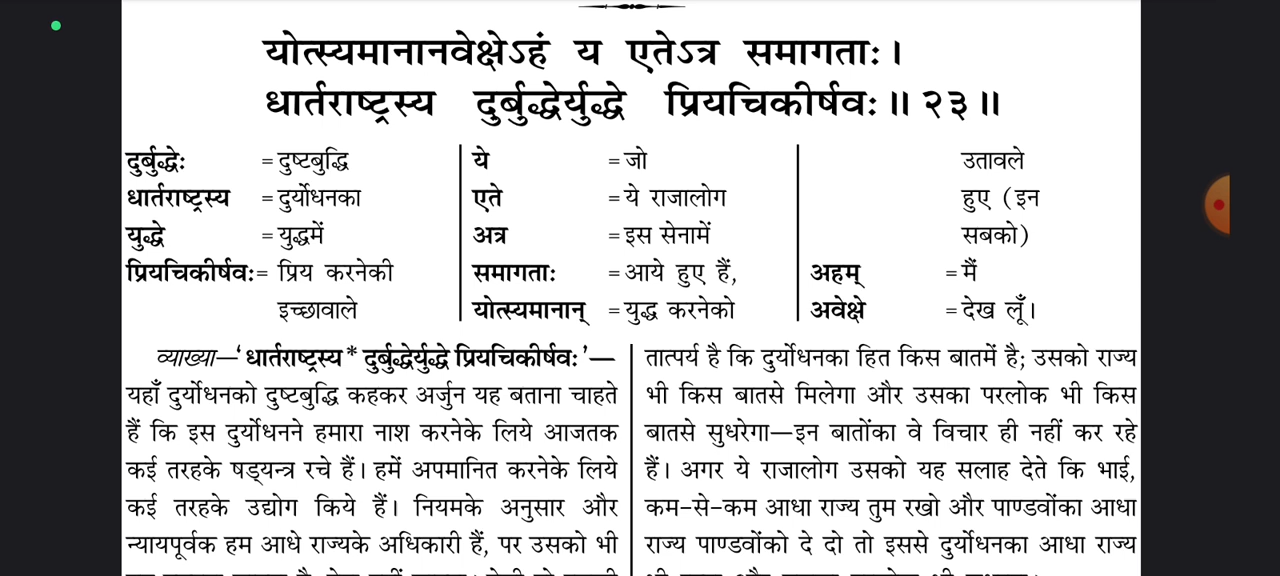 योत्स्यमानानवेक्षेऽहं य एतेऽत्र समागताः।
धार्तराष्ट्रस्य दुर्बुद्धेर्युद्धे प्रियचिकीर्षवः॥ २३॥
दुर्बुद्धेः = दुष्टबुद्धि
धार्तराष्ट्रस्य = दुर्योधनका
युद्धे = युद्धमें
प्रियचिकीर्षवः= प्रिय करनेकी
इच्छावाले
ये = जो
एते = ये राजालोग
अत्र = इस सेनामें
समागताः = आये हुए हैं,
योत्स्यमानान् = युद्ध करनेको
उतावले
हुए (इन
सबको)
अहम् = मैं
अवेक्षे = देख लूँ।
व्याख्या—‘धार्तराष्ट्रस्य* दुर्बुद्धेर्युद्धे प्रियचिकीर्षवः’—
यहाँ दुर्योधनको दुष्टबुद्धि कहकर अर्जुन यह बताना चाहते
हैं कि इस दुर्योधनने हमारा नाश करनेके लिये आजतक
कई तरहके षड्यन्त्र रचे हैं। हमें अपमानित करनेके लिये
कई तरहके उद्योग किये हैं। नियमके अनुसार और
न्यायपूर्वक हम आधे राज्यके अधिकारी हैं, पर उसको भी
तात्पर्य है कि दुर्योधनका हित किस बातमें है; उसको राज्य
भी किस बातसे मिलेगा और उसका परलोक भी किस
बातसे सुधरेगा—इन बातोंका वे विचार ही नहीं कर रहे
हैं। अगर ये राजालोग उसको यह सलाह देते कि भाई,
कम-से-कम आधा राज्य तुम रखो और पाण्डवोंका आधा
राज्य पाण्डवोंको दे दो तो इससे दुर्योधनका आधा राज्य